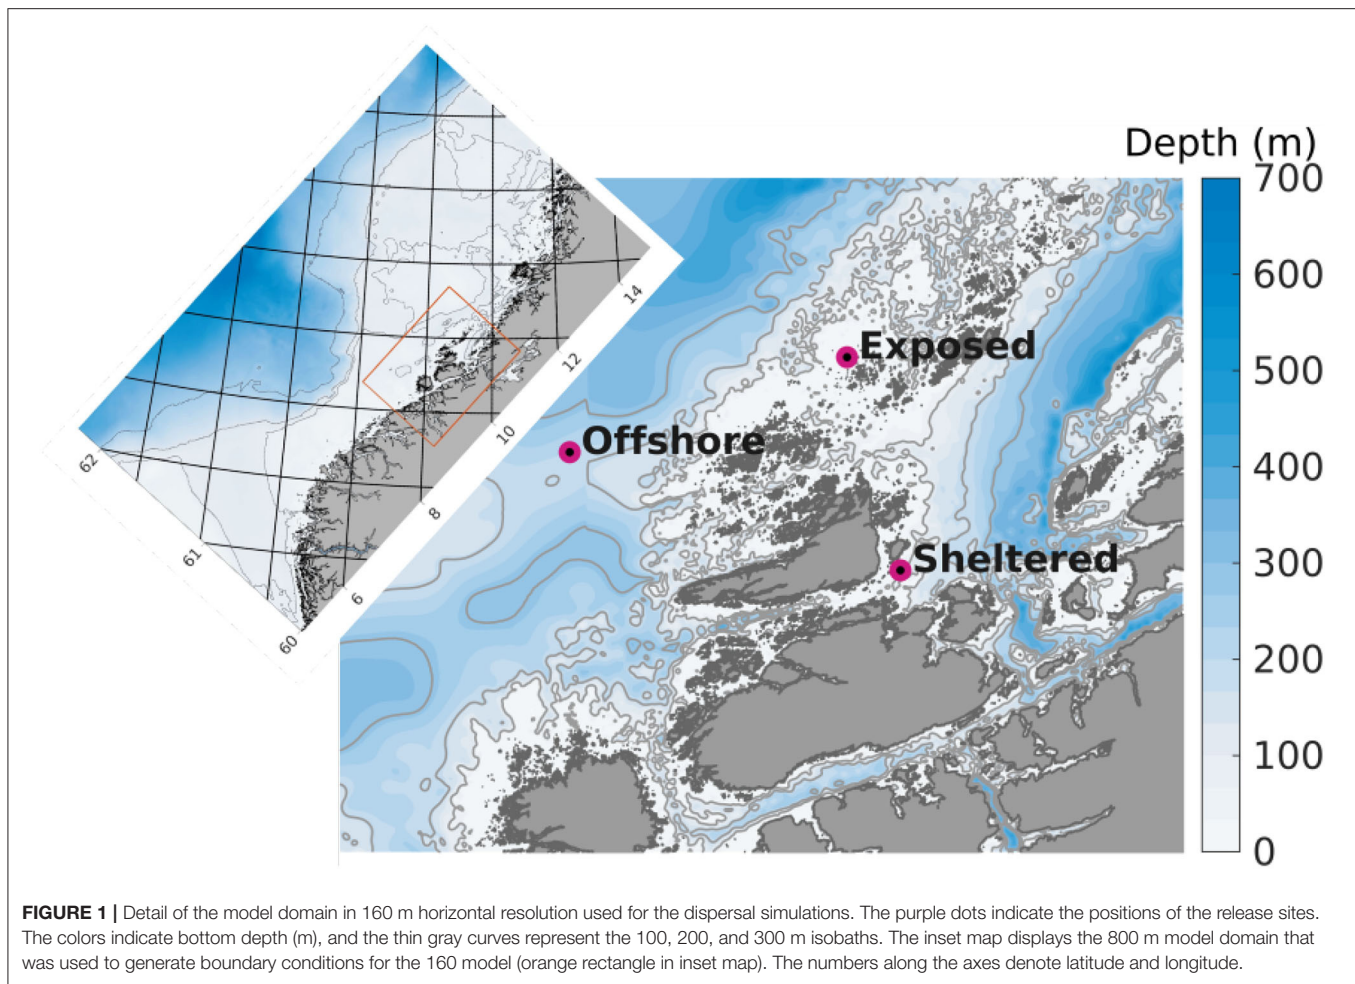 Depth (m)
700
600
500
400
300
200
100
0
14
12
10
8
6
62
61
60
Exposed
Offshore
Sheltered
FIGURE 1 | Detail of the model domain in 160 m horizontal resolution used for the dispersal simulations. The purple dots indicate the positions of the release sites.
The colors indicate bottom depth (m), and the thin gray curves represent the 100, 200, and 300 m isobaths. The inset map displays the 800 m model domain that
was used to generate boundary conditions for the 160 model (orange rectangle in inset map). The numbers along the axes denote latitude and longitude.